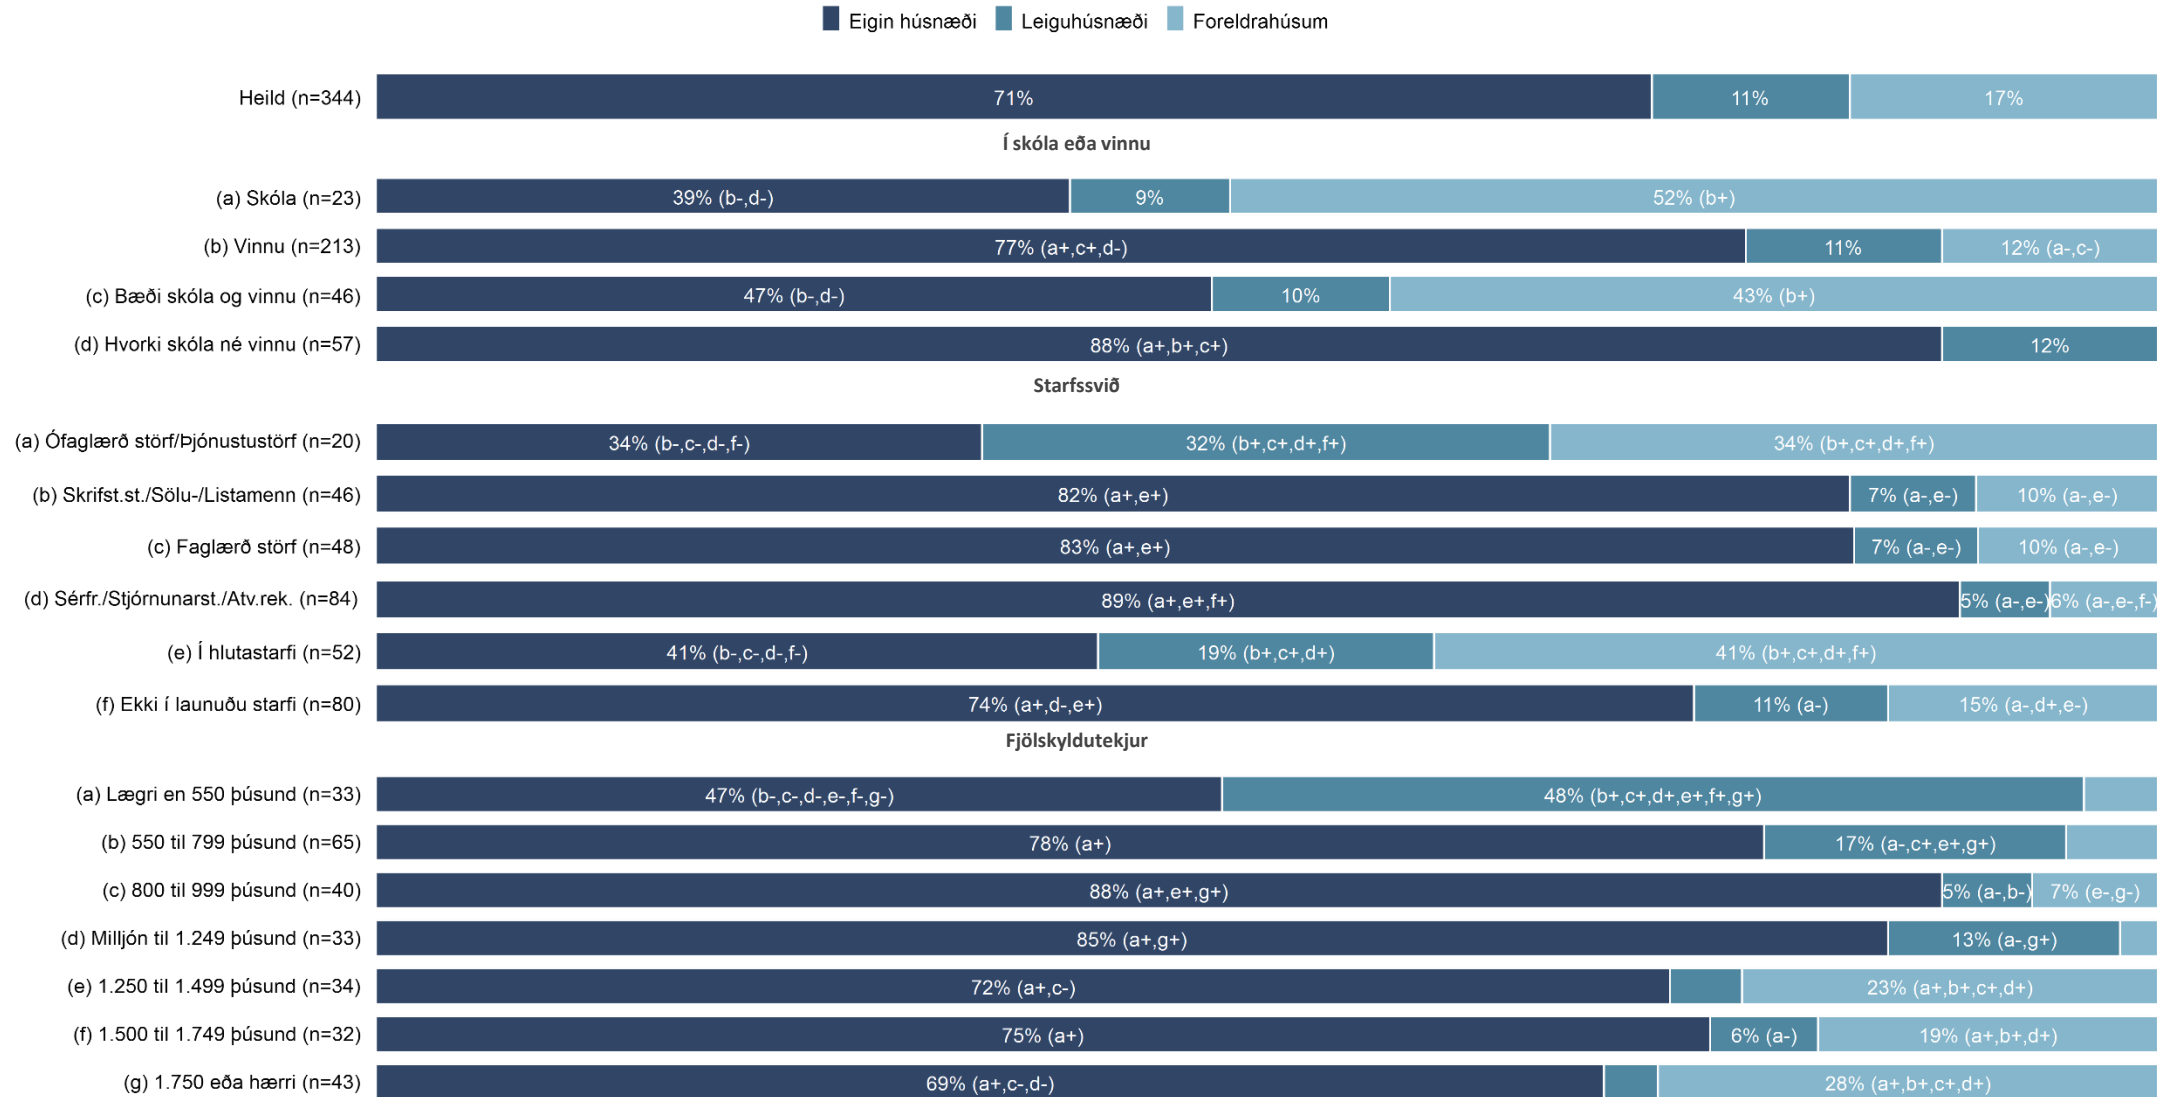 Eigin húsnæði Leiguhúsnæði Foreldrahúsum
Heild (n=344) 71% 11% 17%
Í skóla eða vinnu
(a) Skóla (n=23) 39% (b-,d-) 9% 52% (b+)
(b) Vinnu (n=213) 77% (a+,c+,d-) 11% 12% (a-,c-)
(c) Bæði skóla og vinnu (n=46) 47% (b-,d-) 10% 43% (b+)
(d) Hvorki skóla né vinnu (n=57) 88% (a+,b+,c+) 12%
Starfssvið
(a) Ófaglærð störf/Þjónustustörf (n=20) 34% (b-,c-,d-,f-) 32% (b+,c+,d+,f+) 34% (b+,c+,d+,f+)
(b) Skrifst.st./Sölu-/Listamenn (n=46) 82% (a+,e+) 7% (a-,e-) 10% (a-,e-)
(c) Faglærð störf (n=48) 83% (a+,e+) 7% (a-,e-) 10% (a-,e-)
(d) Sérfr./Stjórnunarst./Atv.rek. (n=84) 89% (a+,e+,f+) 5% (a-,e-) 6% (a-,e-,f-)
(e) Í hlutastarfi (n=52) 41% (b-,c-,d-,f-) 19% (b+,c+,d+) 41% (b+,c+,d+,f+)
(f) Ekki í launuðu starfi (n=80) 74% (a+,d-,e+) 11% (a-) 15% (a-,d+,e-)
Fjölskyldutekjur
(a) Lægri en 550 þúsund (n=33) 47% (b-,c-,d-,e-,f-,g-) 48% (b+,c+,d+,e+,f+,g+)
(b) 550 til 799 þúsund (n=65) 78% (a+) 17% (a-,c+,e+,g+)
(c) 800 til 999 þúsund (n=40) 88% (a+,e+,g+) 5% (a-,b-) 7% (e-,g-)
(d) Milljón til 1.249 þúsund (n=33) 85% (a+,g+) 13% (a-,g+)
(e) 1.250 til 1.499 þúsund (n=34) 72% (a+,c-) 23% (a+,b+,c+,d+)
(f) 1.500 til 1.749 þúsund (n=32) 75% (a+) 6% (a-) 19% (a+,b+,d+)
(g) 1.750 eða hærri (n=43) 69% (a+,c-,d-) 28% (a+,b+,c+,d+)